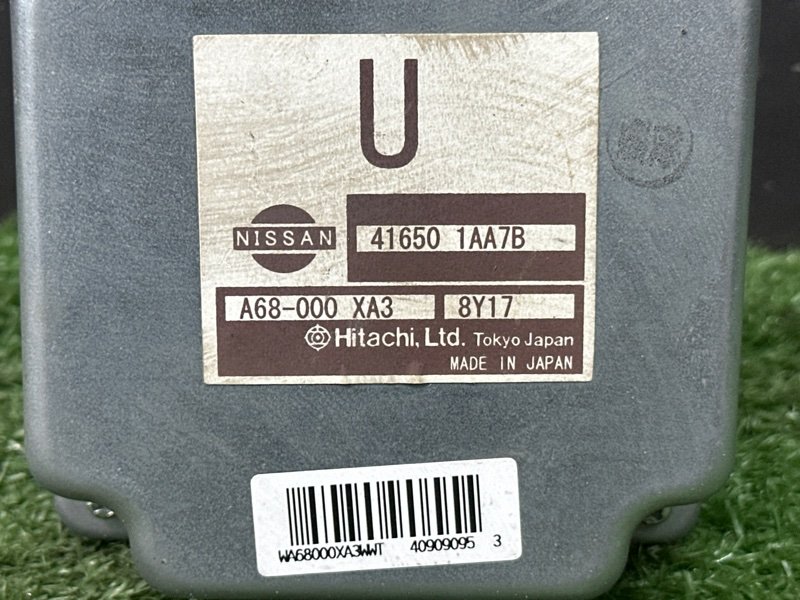 U
NISSAN 41650 1AA7B
A68-000 XA3 8Y17
Hitachi, Ltd. Tokyo Japan
MADE IN JAPAN
WA68000XA3WWT 40909095 3